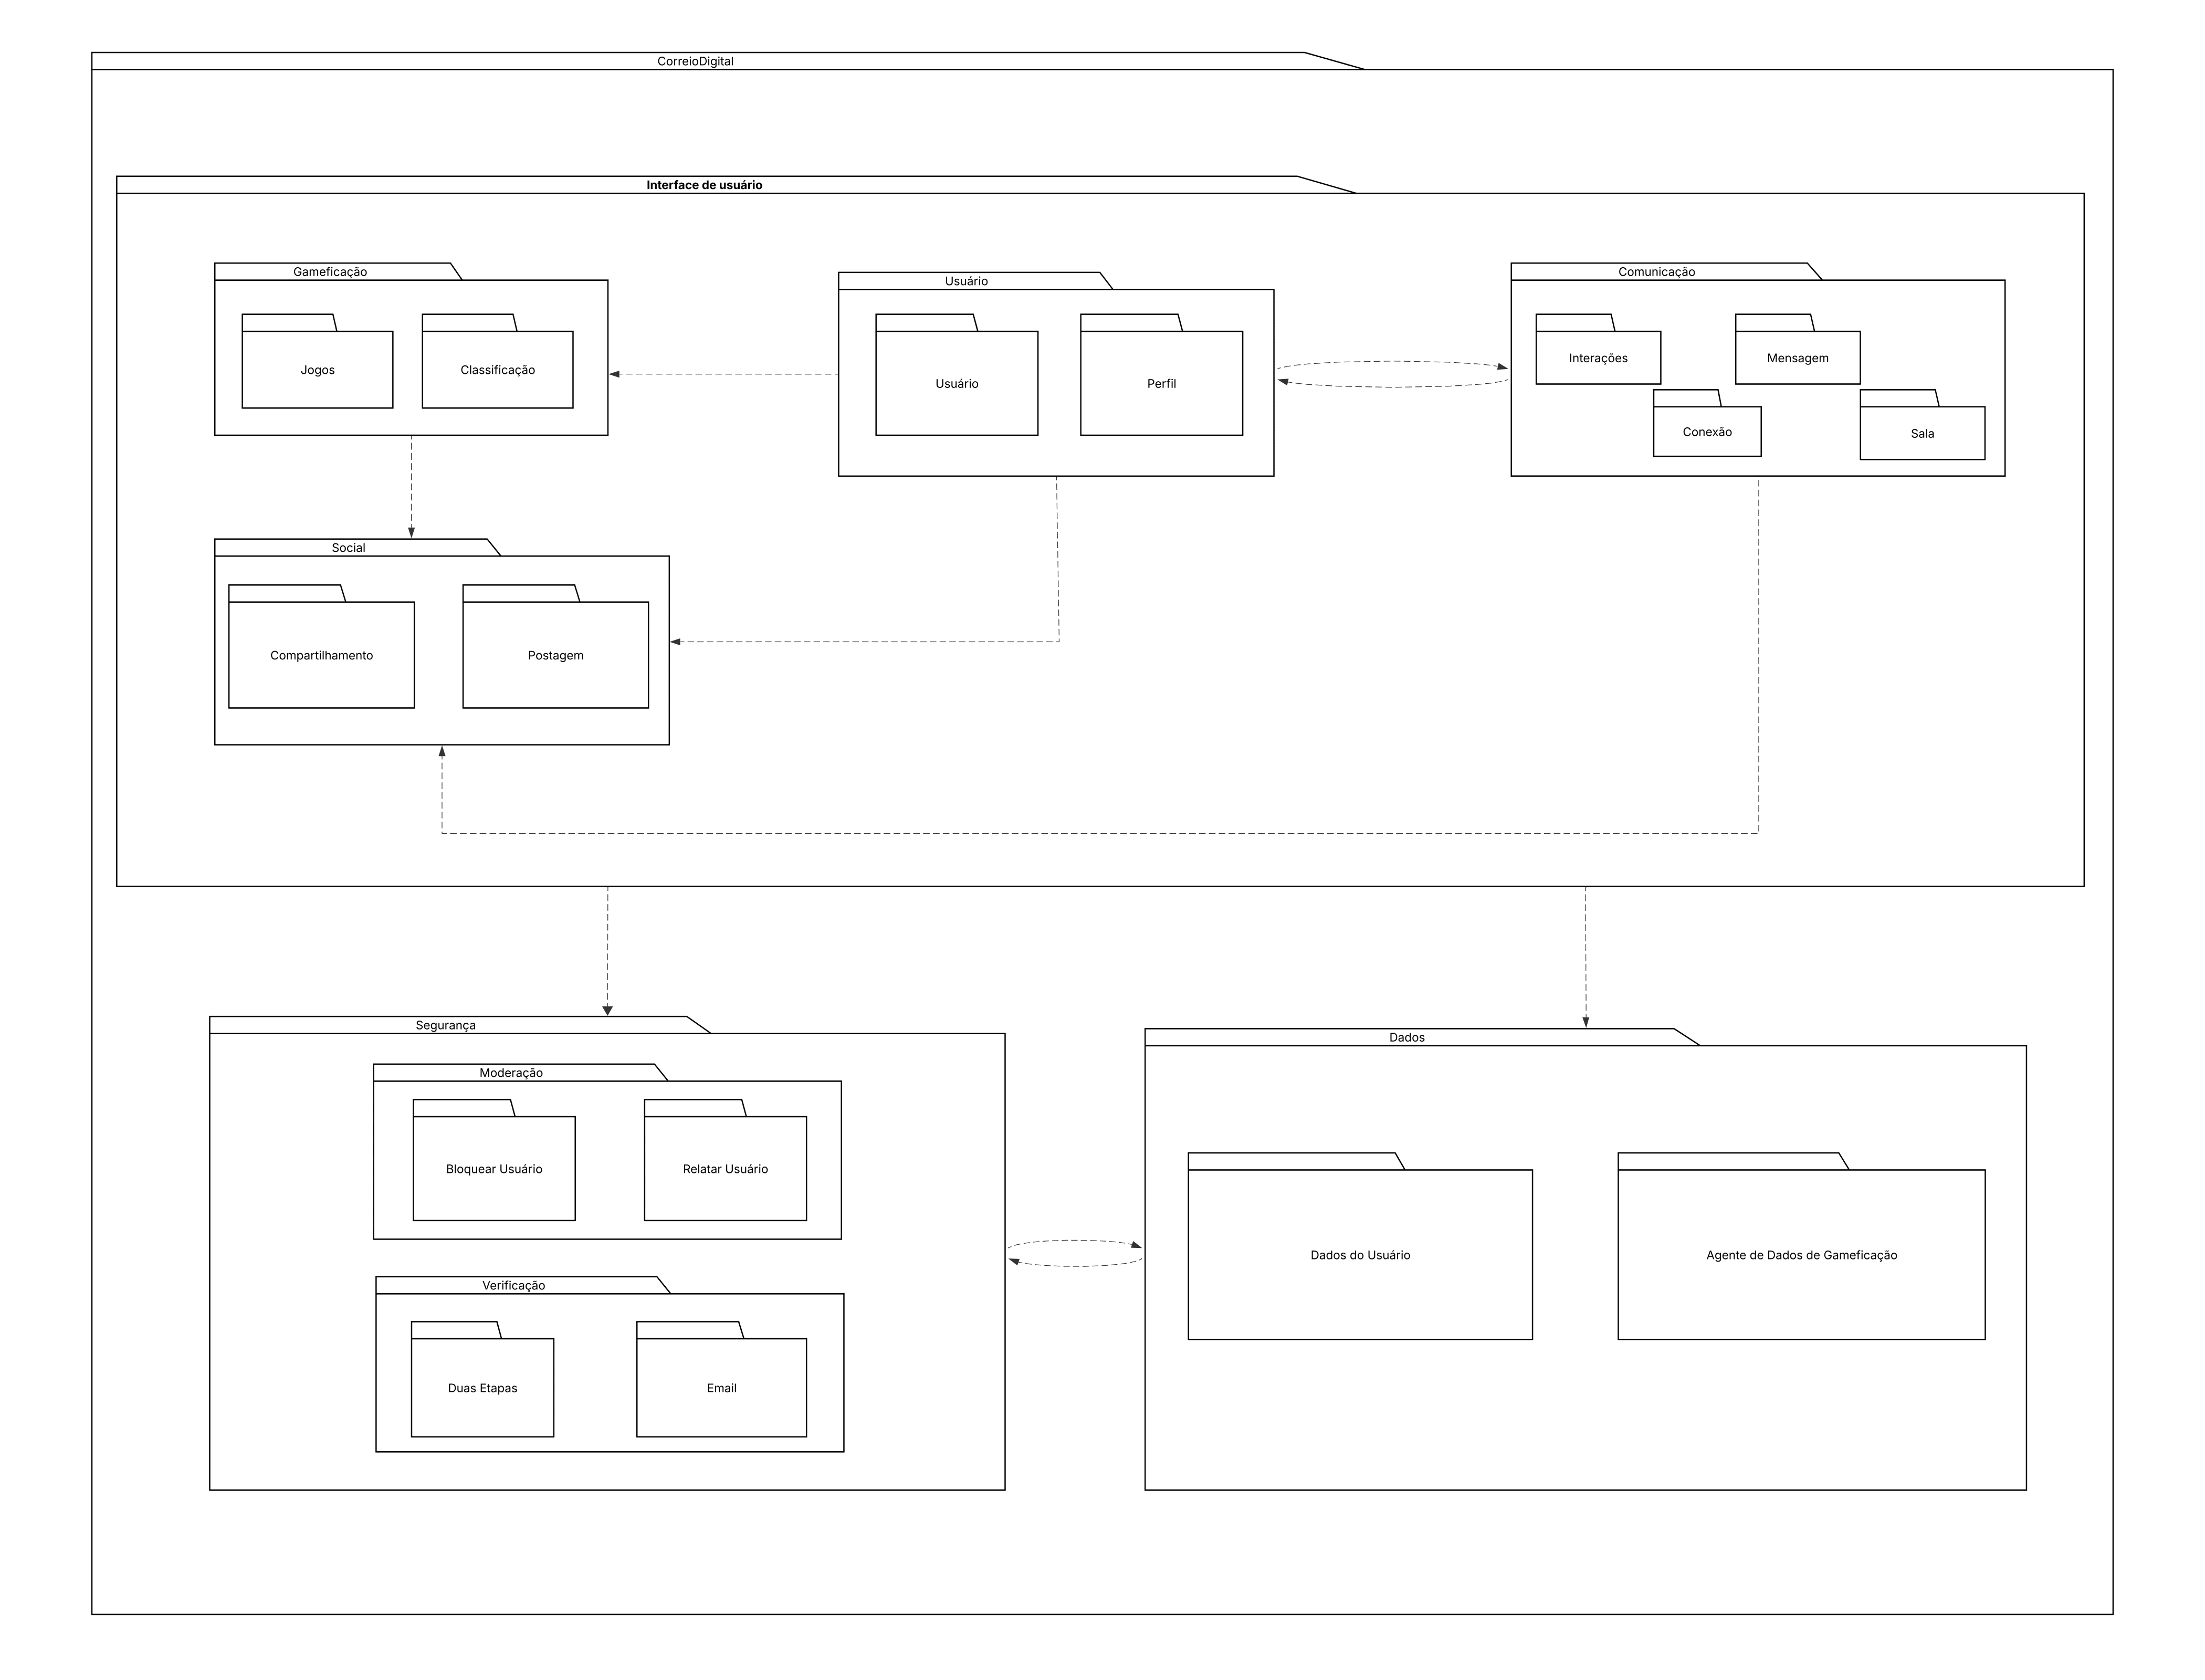 CorreioDigital
Interface de usuário
Gameficação
Jogos
Classificação
Usuário
Usuário
Perfil
Comunicação
Interações
Mensagem
Conexão
Sala
Social
Compartilhamento
Postagem
Segurança
Moderação
Bloquear Usuário
Relatar Usuário
Verificação
Duas Etapas
Email
Dados
Dados do Usuário
Agente de Dados de Gameficação